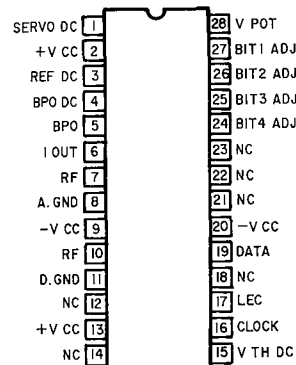 SERVO DC 1
+V CC 2
REF DC 3
BPO DC 4
BPO 5
I OUT 6
RF 7
A. GND 8
-V CC 9
RF 10
D.GND 11
NC 12
+V CC 13
NC 14
28 V POT
27 BIT1 ADJ
26 BIT2 ADJ
25 BIT3 ADJ
24 BIT4 ADJ
23 NC
22 NC
21 NC
20 -V CC
19 DATA
18 NC
17 LEC
16 CLOCK
15 V TH DC